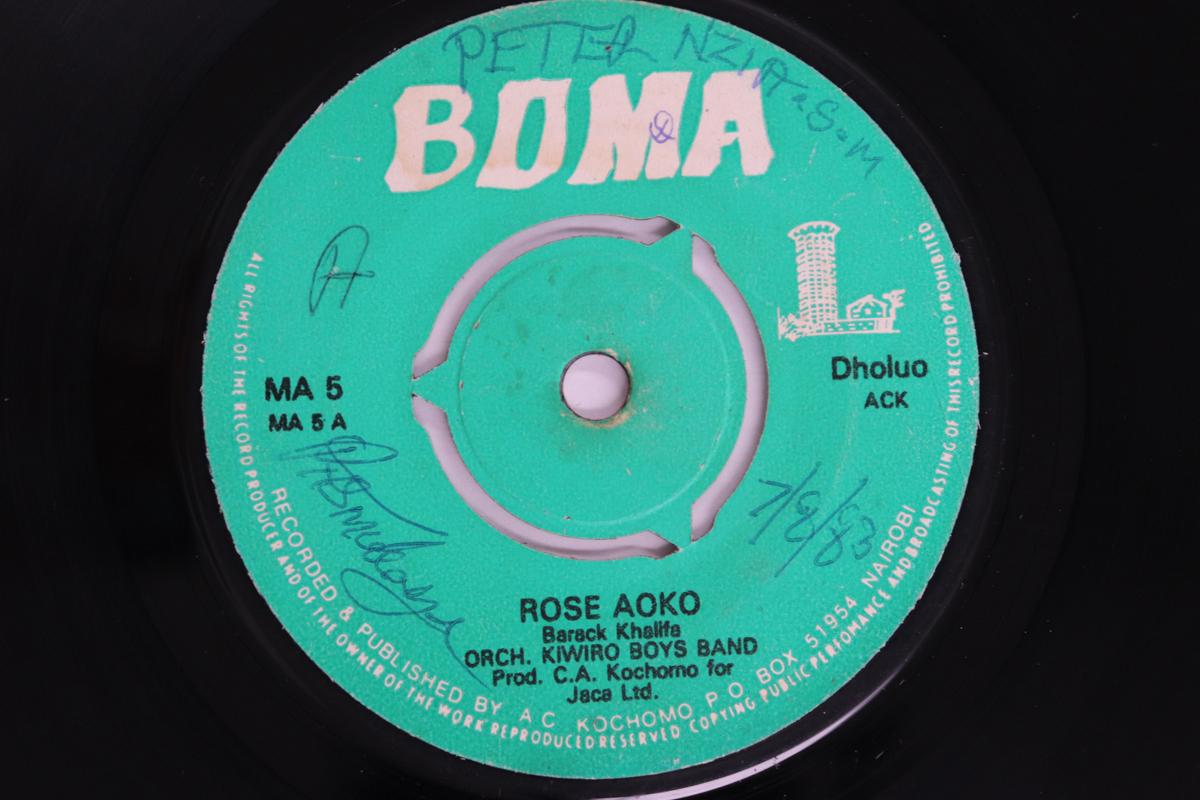 PETER NZIA
BOMA
A
Dholuo
ACK
MA 5
MA 5 A
7/8/83
ROSE AOKO
Barack Khalifa
ORCH. KIWIRO BOYS BAND
Prod. C.A. Kochomo for
Jaca Ltd.
RECORDED & PUBLISHED BY A.C. KOCHOMO P.O. BOX 51954 NAIROBI
ALL RIGHTS OF THE RECORD PRODUCER AND OF THE OWNER OF THE WORK REPRODUCED RESERVED COPYING PUBLIC PERFOMANCE AND BROADCASTING OF THIS RECORD PROHIBITED